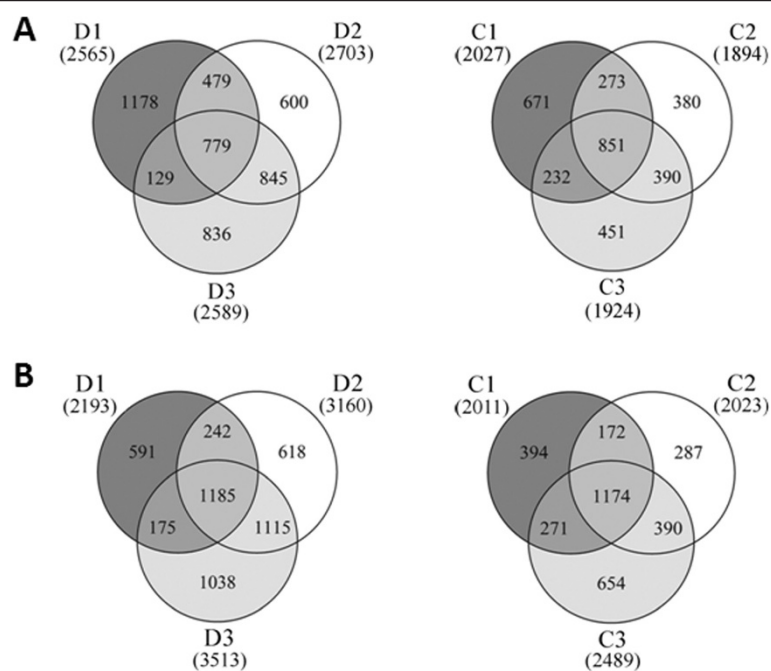 A
D1
(2565)
D2
(2703)
1178
479
600
779
129
845
836
D3
(2589)
C1
(2027)
C2
(1894)
671
273
380
851
232
390
451
C3
(1924)
B
D1
(2193)
D2
(3160)
591
242
618
1185
175
1115
1038
D3
(3513)
C1
(2011)
C2
(2023)
394
172
287
1174
271
390
654
C3
(2489)